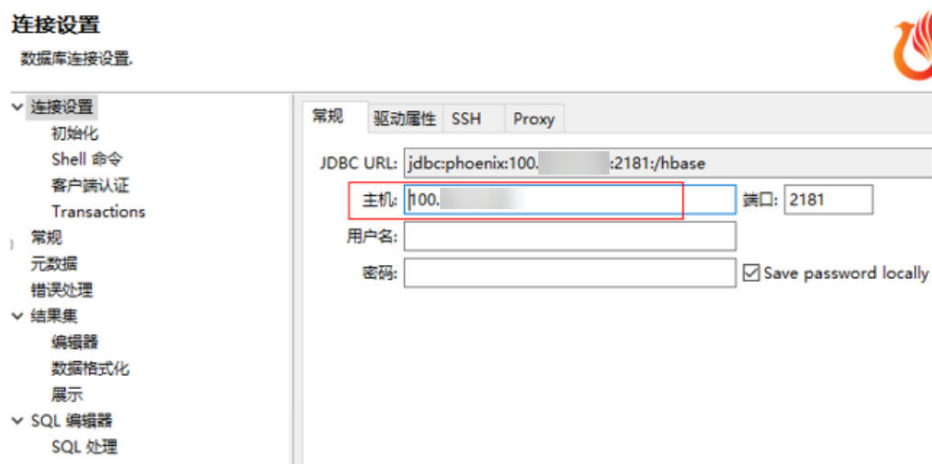 连接设置
数据库连接设置.
连接设置
初始化
Shell 命令
客户端认证
Transactions
常规
元数据
错误处理
结果集
编辑器
数据格式化
展示
SQL 编辑器
SQL 处理
常规 驱动属性 SSH Proxy
JDBC URL: jdbc:phoenix:100. :2181:/hbase
主机: 100. 端口: 2181
用户名:
密码: Save password locally